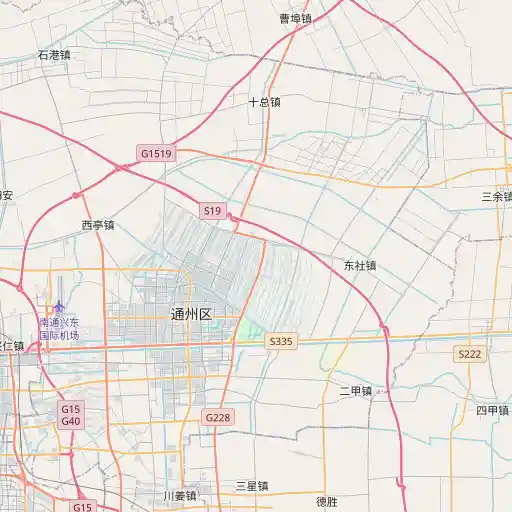 曹埠镇
石港镇
十总镇
G1519
三余镇
S19
西亭镇
东社镇
南通兴东
国际机场
通州区
S335
S222
二甲镇
G15
G40
G228
四甲镇
三星镇
川姜镇
德胜
G15